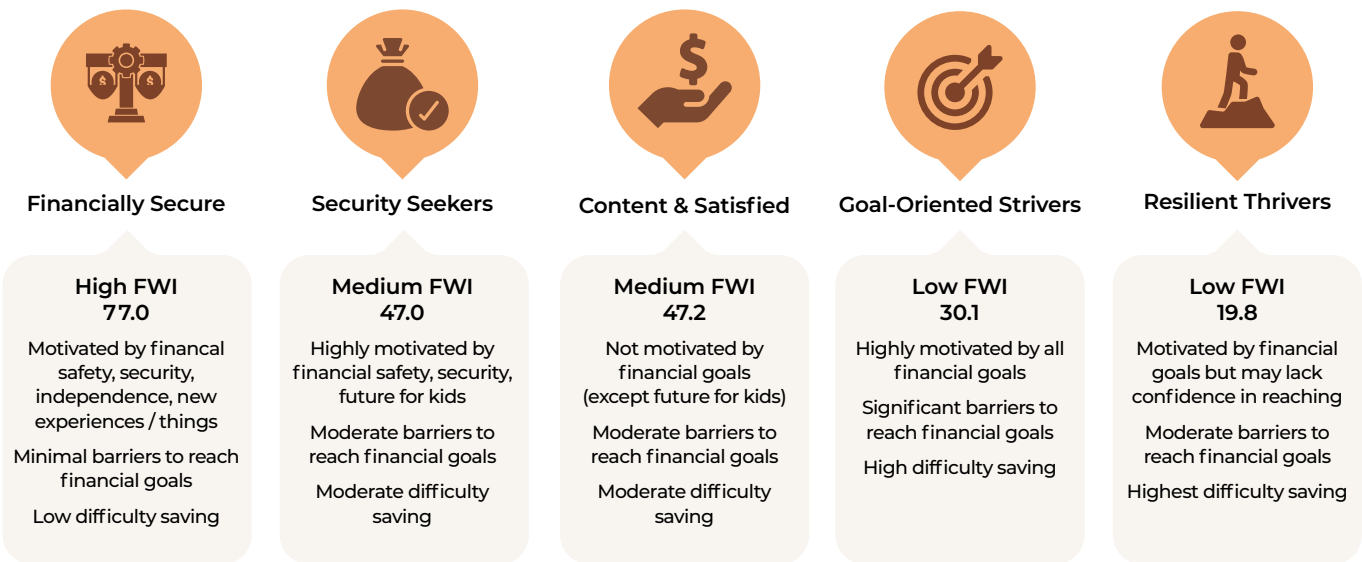 Financially Secure
High FWI
77.0
Motivated by financal
safety, security,
independence, new
experiences / things
Minimal barriers to reach
financial goals
Low difficulty saving
Security Seekers
Medium FWI
47.0
Highly motivated by
financial safety, security,
future for kids
Moderate barriers to
reach financial goals
Moderate difficulty
saving
Content & Satisfied
Medium FWI
47.2
Not motivated by
financial goals
(except future for kids)
Moderate barriers to
reach financial goals
Moderate difficulty
saving
Goal-Oriented Strivers
Low FWI
30.1
Highly motivated by all
financial goals
Significant barriers to
reach financial goals
High difficulty saving
Resilient Thrivers
Low FWI
19.8
Motivated by financial
goals but may lack
confidence in reaching
Moderate barriers to
reach financial goals
Highest difficulty saving